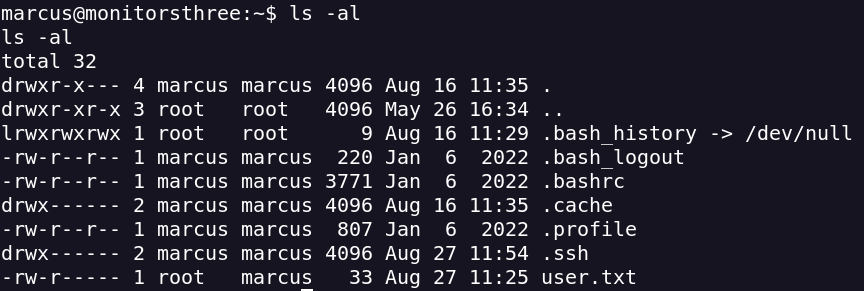 marcus@monitorsthree:~$ ls -al
ls -al
total 32
drwxr-x--- 4 marcus marcus 4096 Aug 16 11:35 .
drwxr-xr-x 3 root   root   4096 May 26 16:34 ..
lrwxrwxrwx 1 root   root      9 Aug 16 11:29 .bash_history -> /dev/null
-rw-r--r-- 1 marcus marcus  220 Jan  6  2022 .bash_logout
-rw-r--r-- 1 marcus marcus 3771 Jan  6  2022 .bashrc
drwx------ 2 marcus marcus 4096 Aug 16 11:35 .cache
-rw-r--r-- 1 marcus marcus  807 Jan  6  2022 .profile
drwx------ 2 marcus marcus 4096 Aug 27 11:54 .ssh
-rw-r----- 1 root   marcus   33 Aug 27 11:25 user.txt